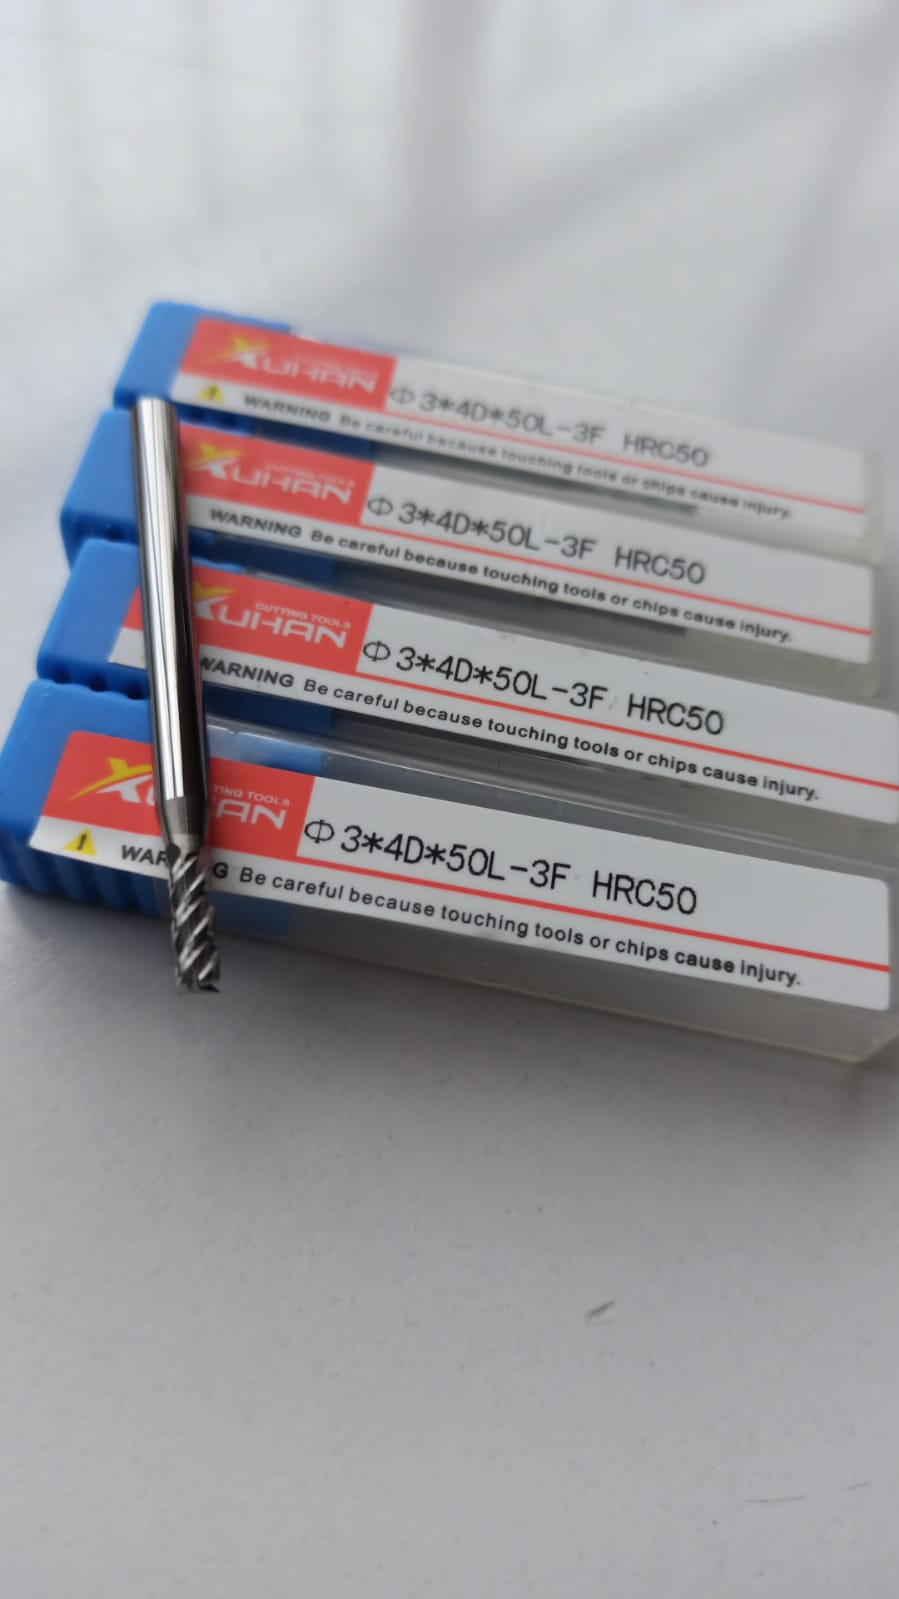 XUHAN
Φ 3*4D*50L-3F HRC50
WARNING Be careful because touching tools or chips cause injury.
CUTTING TOOLS
XUHAN
Φ 3*4D*50L-3F HRC50
WARNING Be careful because touching tools or chips cause injury.
CUTTING TOOLS
XUHAN
Φ 3*4D*50L-3F HRC50
WARNING Be careful because touching tools or chips cause injury.
TING TOOLS
X HAN
Φ 3*4D*50L-3F HRC50
WAR G Be careful because touching tools or chips cause injury.